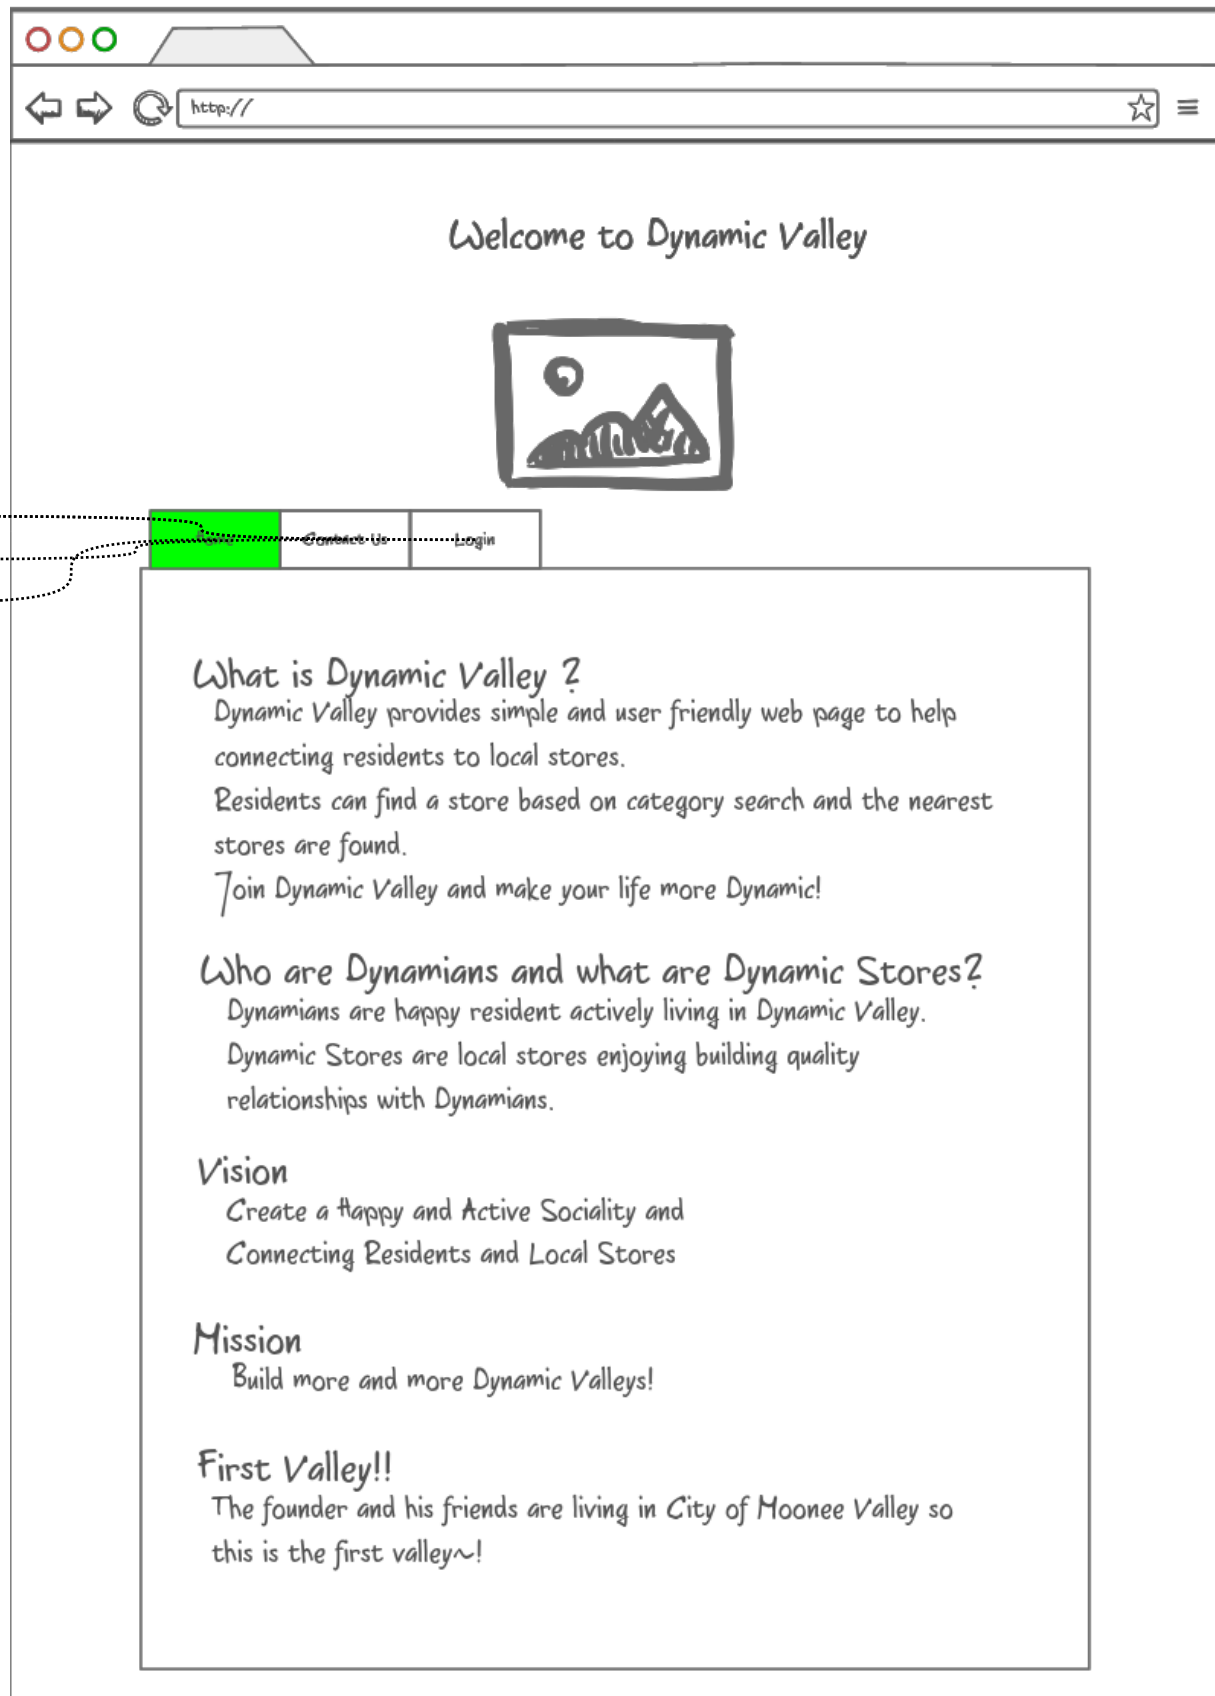 http://
Welcome to Dynamic Valley
Home Contact Us Login
What is Dynamic Valley ?
Dynamic Valley provides simple and user friendly web page to help
connecting residents to local stores.
Residents can find a store based on category search and the nearest
stores are found.
Join Dynamic Valley and make your life more Dynamic!
Who are Dynamians and what are Dynamic Stores?
Dynamians are happy resident actively living in Dynamic Valley.
Dynamic Stores are local stores enjoying building quality
relationships with Dynamians.
Vision
Create a Happy and Active Sociality and
Connecting Residents and Local Stores
Mission
Build more and more Dynamic Valleys!
First Valley!!
The founder and his friends are living in City of Moonee Valley so
this is the first valley~!